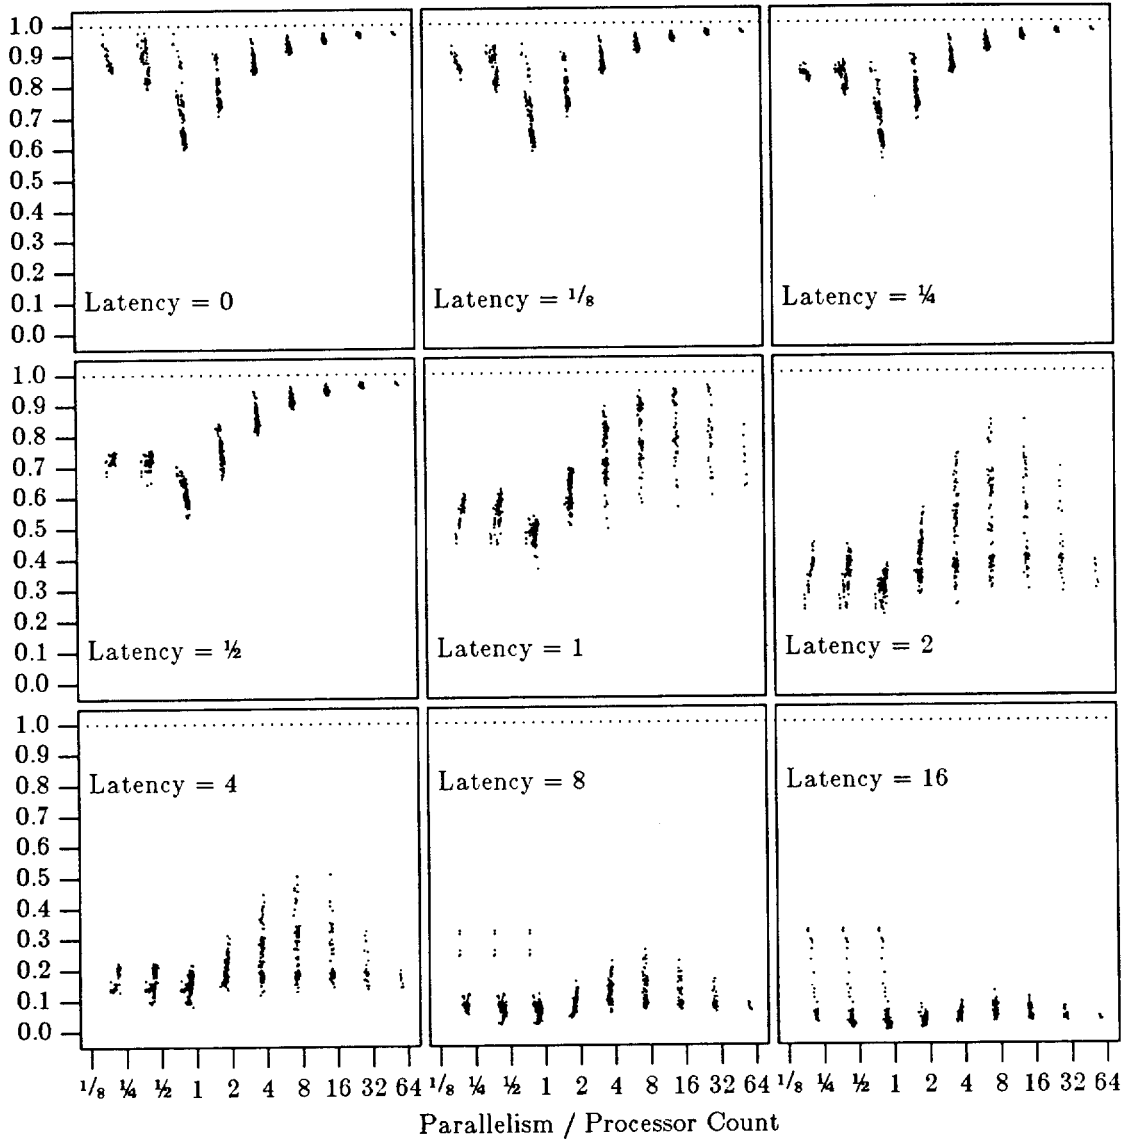 1.0
0.9
0.8
0.7
0.6
0.5
0.4
0.3
0.2
0.1
0.0
Latency = 0
Latency = 1/8
Latency = ¼
1.0
0.9
0.8
0.7
0.6
0.5
0.4
0.3
0.2
0.1
0.0
Latency = ½
Latency = 1
Latency = 2
1.0
0.9
0.8
0.7
0.6
0.5
0.4
0.3
0.2
0.1
0.0
Latency = 4
Latency = 8
Latency = 16
1/8 ¼ ½ 1 2 4 8 16 32 64
1/8 ¼ ½ 1 2 4 8 16 32 64
1/8 ¼ ½ 1 2 4 8 16 32 64
Parallelism / Processor Count